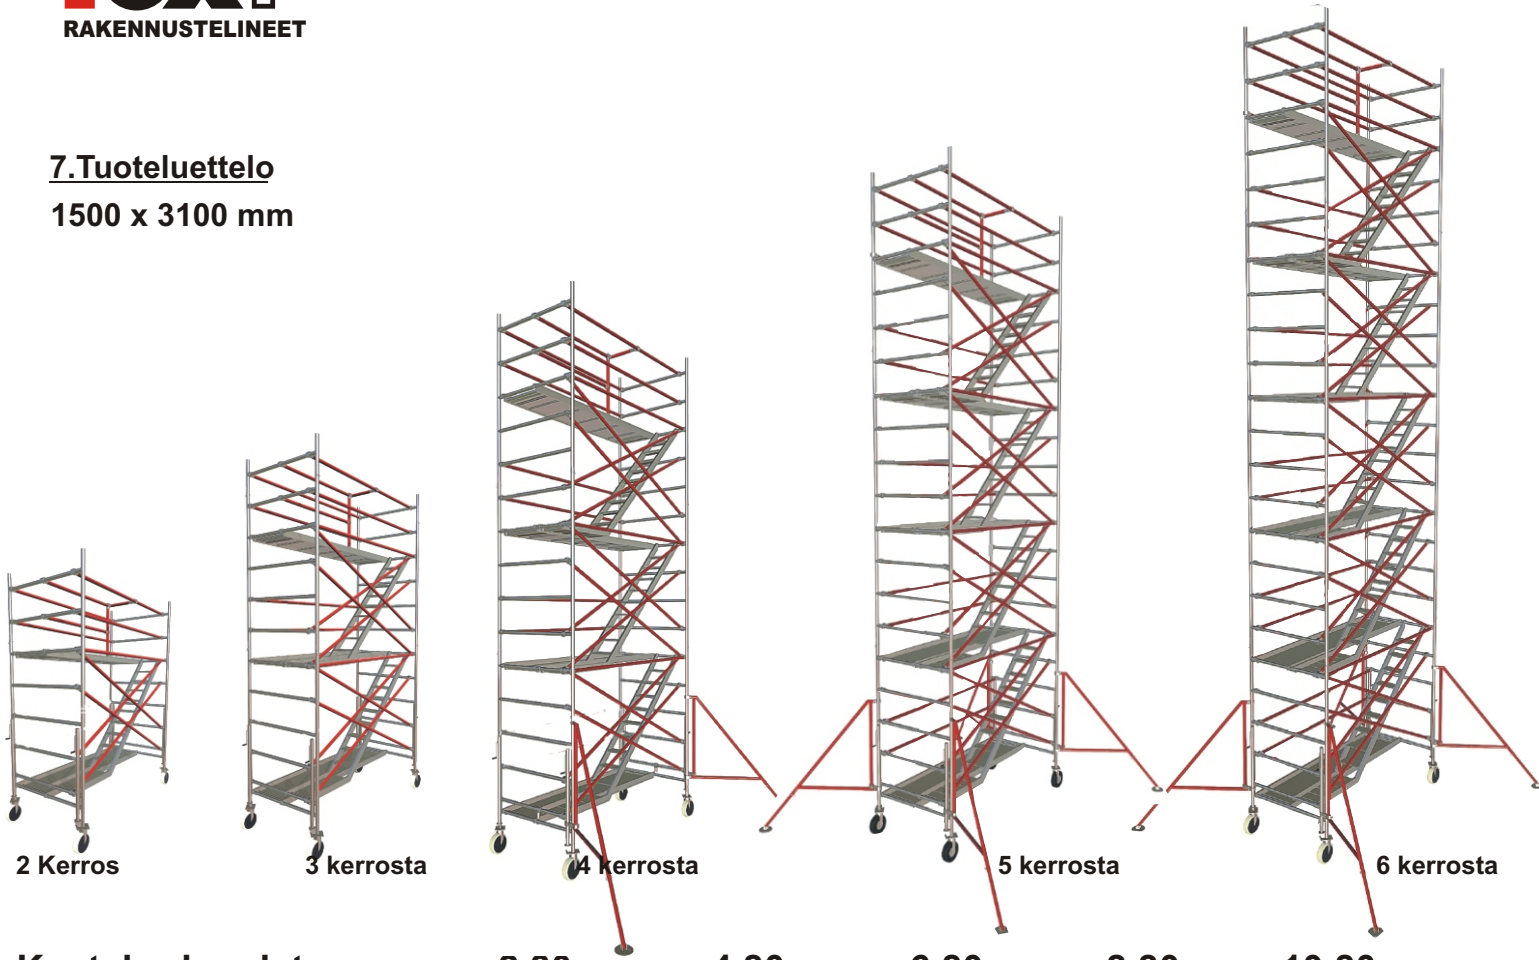 RAKENNUSTELINEET
7.Tuoteluettelo
1500 x 3100 mm
2 Kerros
3 kerrosta
4 kerrosta
5 kerrosta
6 kerrosta